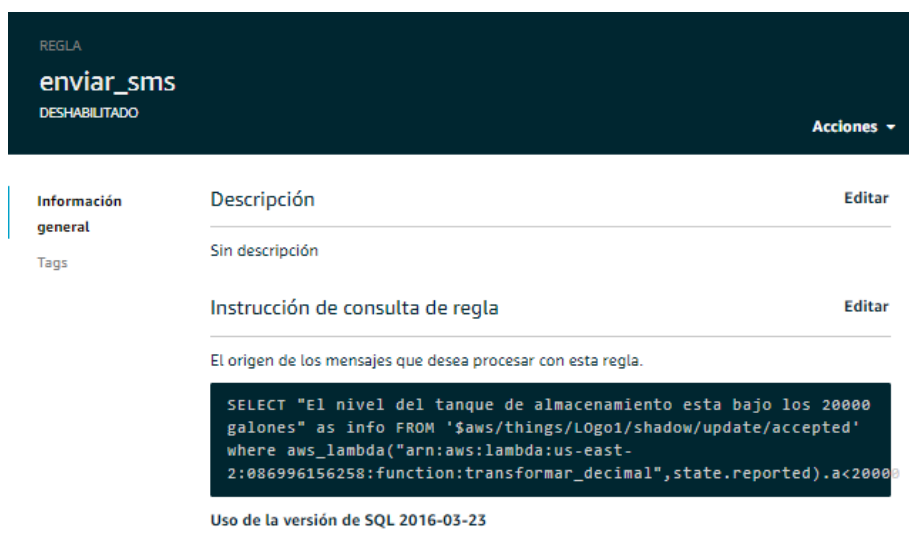 REGLA
enviar_sms
DESHABILITADO
Acciones
Información
general
Tags
Descripción
Editar
Sin descripción
Instrucción de consulta de regla
Editar
El origen de los mensajes que desea procesar con esta regla.
SELECT "El nivel del tanque de almacenamiento esta bajo los 20000
galones" as info FROM '$aws/things/LOgo1/shadow/update/accepted'
where aws_lambda("arn:aws:lambda:us-east-
2:086996156258:function:transformar_decimal",state.reported).a<20000
Uso de la versión de SQL 2016-03-23